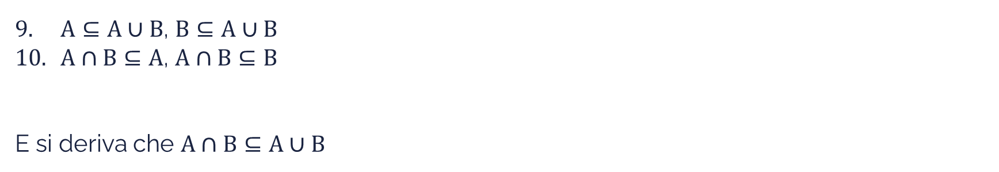 9. A ⊆ A ∪ B, B ⊆ A ∪ B
10. A ∩ B ⊆ A, A ∩ B ⊆ B
E si deriva che A ∩ B ⊆ A ∪ B